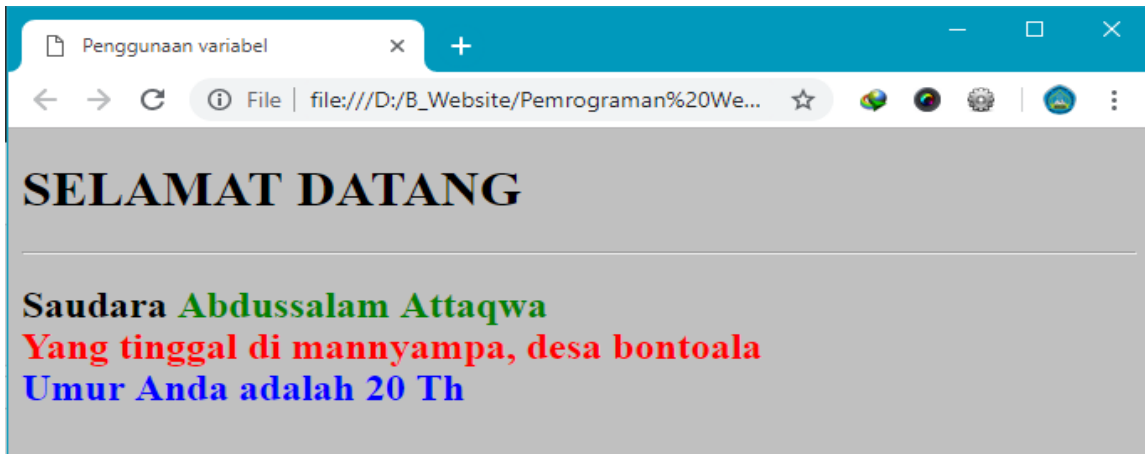 Penggunaan variabel
File | file:///D:/B_Website/Pemrograman%20We...
SELAMAT DATANG
Saudara Abdussalam Attaqwa
Yang tinggal di mannyampa, desa bontoala
Umur Anda adalah 20 Th